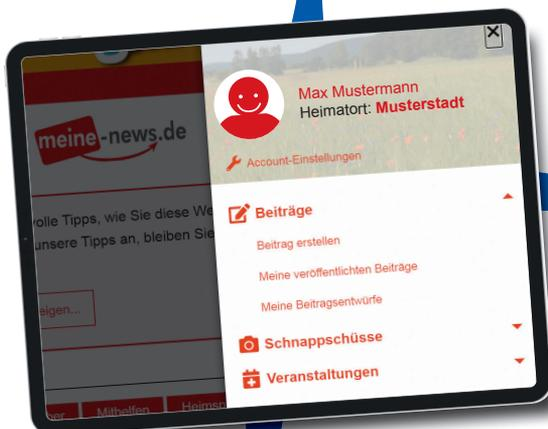 meine-news.de
volle Tipps, wie Sie diese We
unsere Tipps an, bleiben Sie
eigen...
Mithelfen
Max Mustermann
Heimatort: Musterstadt
Account-Einstellungen
Beiträge
Beitrag erstellen
Meine veröffentlichten Beiträge
Meine Beitragsentwürfe
Schnappschüsse
Veranstaltungen